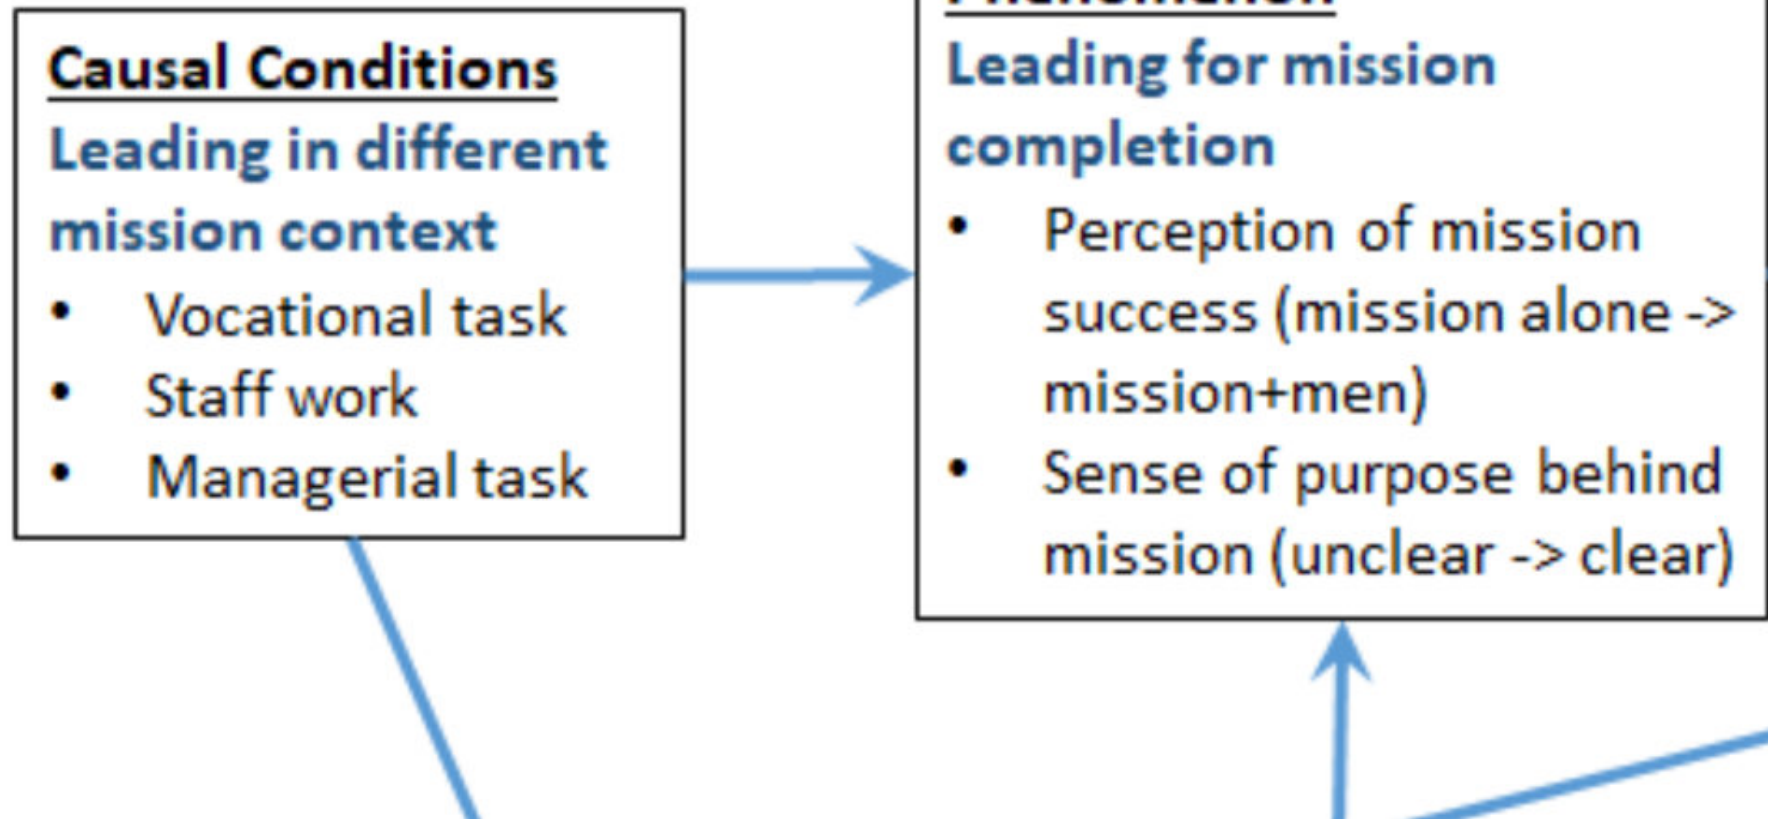 Causal Conditions
Leading in different
mission context
• Vocational task
• Staff work
• Managerial task
Leading for mission
completion
• Perception of mission
success (mission alone ->
mission+men)
• Sense of purpose behind
mission (unclear -> clear)